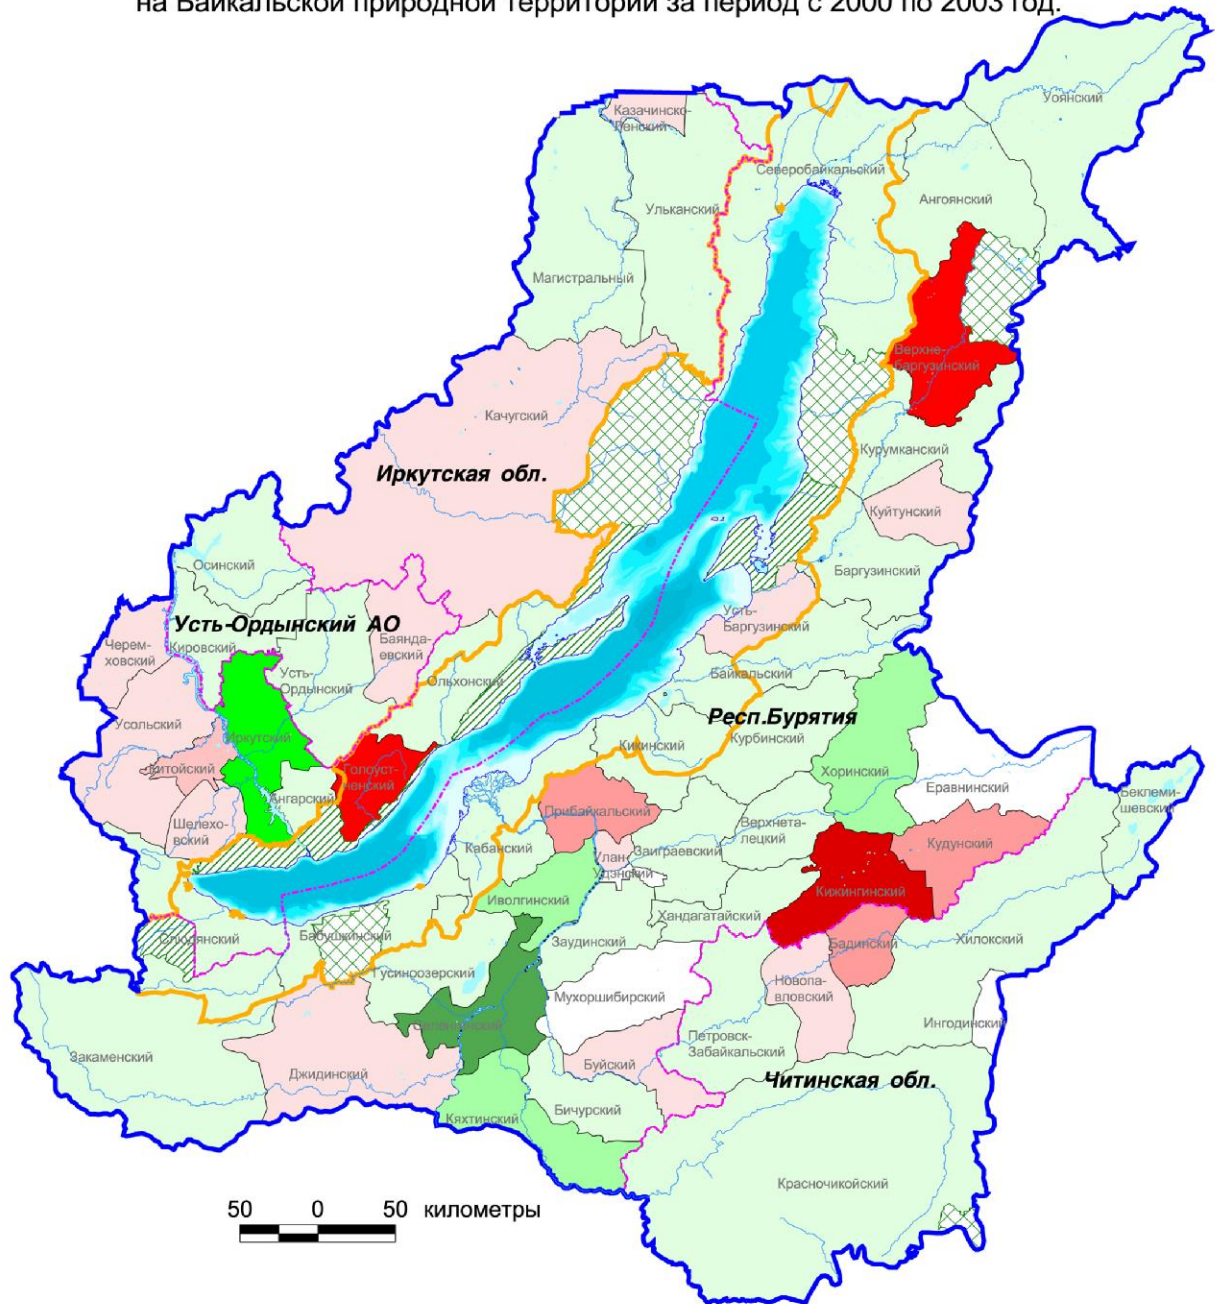 на Байкальской природной территории за период с 2000 по 2003 год.
Уоянский
Казачинско-
Ленский
Северобайкальский
Ангоянский
Ульканский
Магистральный
Верхне-
баргузинский
Качугский
Курумканский
Иркутская обл.
Куйтунский
Осинский
Баргузинский
Усть-
Баргузинский
Усть-Ордынский АО
Черем-
ховский
Кировский
Баянда-
евский
Усть-
Ордынский
Ольхонский
Байкальский
Респ.Бурятия
Усольский
Иркутский
Кикинский
Курбинский
Китойский
Голоуст-
ненский
Хоринский
Еравнинский
Беклеми-
шевский
Ангарский
Прибайкальский
Шелехо-
вский
Верхнета-
лецкий
Кудунский
Кабанский
Улан-
Удэнский
Заиграевский
Кижингинский
Иволгинский
Хандагатайский
Слюдянский
Бабушкинский
Заудинский
Бадинский
Хилокский
Гусиноозерский
Новопа-
вловский
Мухоршибирский
Селенгинский
Ингодинский
Петровск-
Забайкальский
Закаменский
Джидинский
Буйский
Читинская обл.
Кяхтинский
Бичурский
Красночикойский
50 0 50 километры